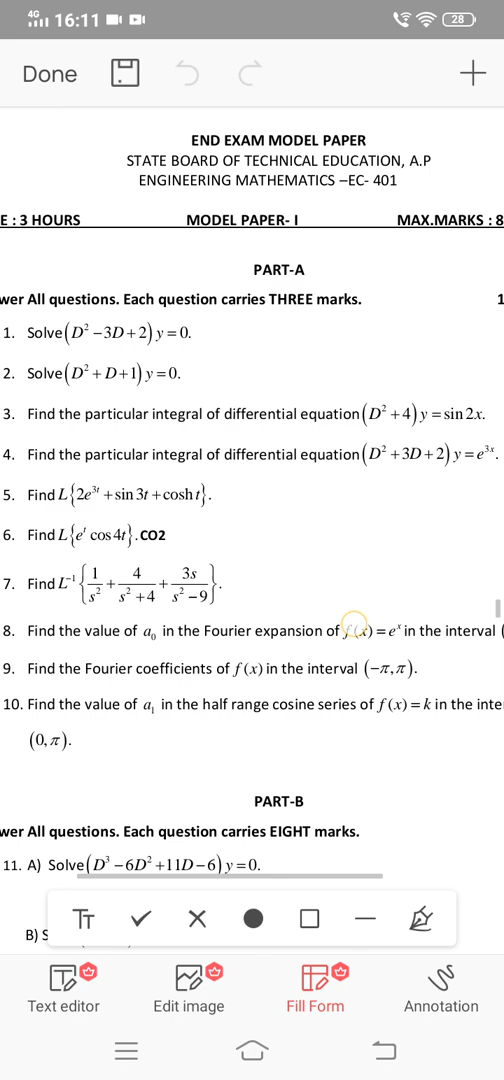 4G 16:11 28
Done
END EXAM MODEL PAPER
STATE BOARD OF TECHNICAL EDUCATION, A.P
ENGINEERING MATHEMATICS –EC- 401
E : 3 HOURS MODEL PAPER- I MAX.MARKS : 8
PART-A
wer All questions. Each question carries THREE marks. 1
1. Solve (D² − 3D + 2) y = 0.
2. Solve (D² + D + 1) y = 0.
3. Find the particular integral of differential equation (D² + 4) y = sin 2x.
4. Find the particular integral of differential equation (D² + 3D + 2) y = e³ˣ.
5. Find L{2e³ᵗ + sin 3t + cosh t}.
6. Find L{eᵗ cos 4t}. CO2
7. Find L⁻¹{1/s² + 4/(s² + 4) + 3s/(s² − 9)}.
8. Find the value of a₀ in the Fourier expansion of f(x) = eˣ in the interval (
9. Find the Fourier coefficients of f(x) in the interval (−π, π).
10. Find the value of a₁ in the half range cosine series of f(x) = k in the inte
(0, π).
PART-B
wer All questions. Each question carries EIGHT marks.
11. A) Solve (D³ − 6D² + 11D − 6) y = 0.
B) S
Text editor Edit image Fill Form Annotation